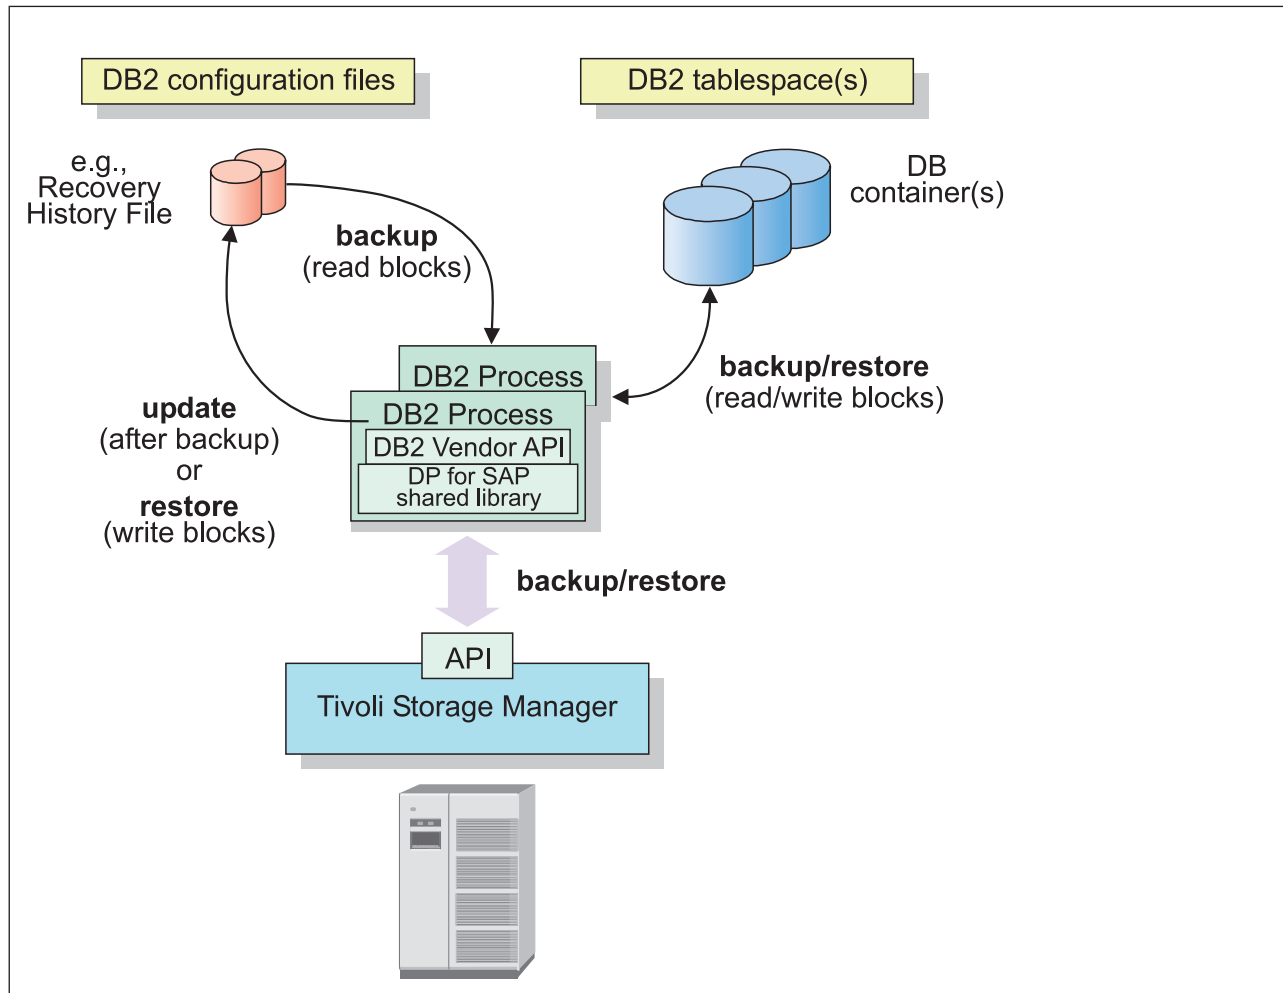 DB2 configuration files
DB2 tablespace(s)
e.g.,
Recovery
History File
DB
container(s)
backup
(read blocks)
backup/restore
(read/write blocks)
DB2 Process
DB2 Process
DB2 Vendor API
DP for SAP
shared library
update
(after backup)
or
restore
(write blocks)
backup/restore
API
Tivoli Storage Manager